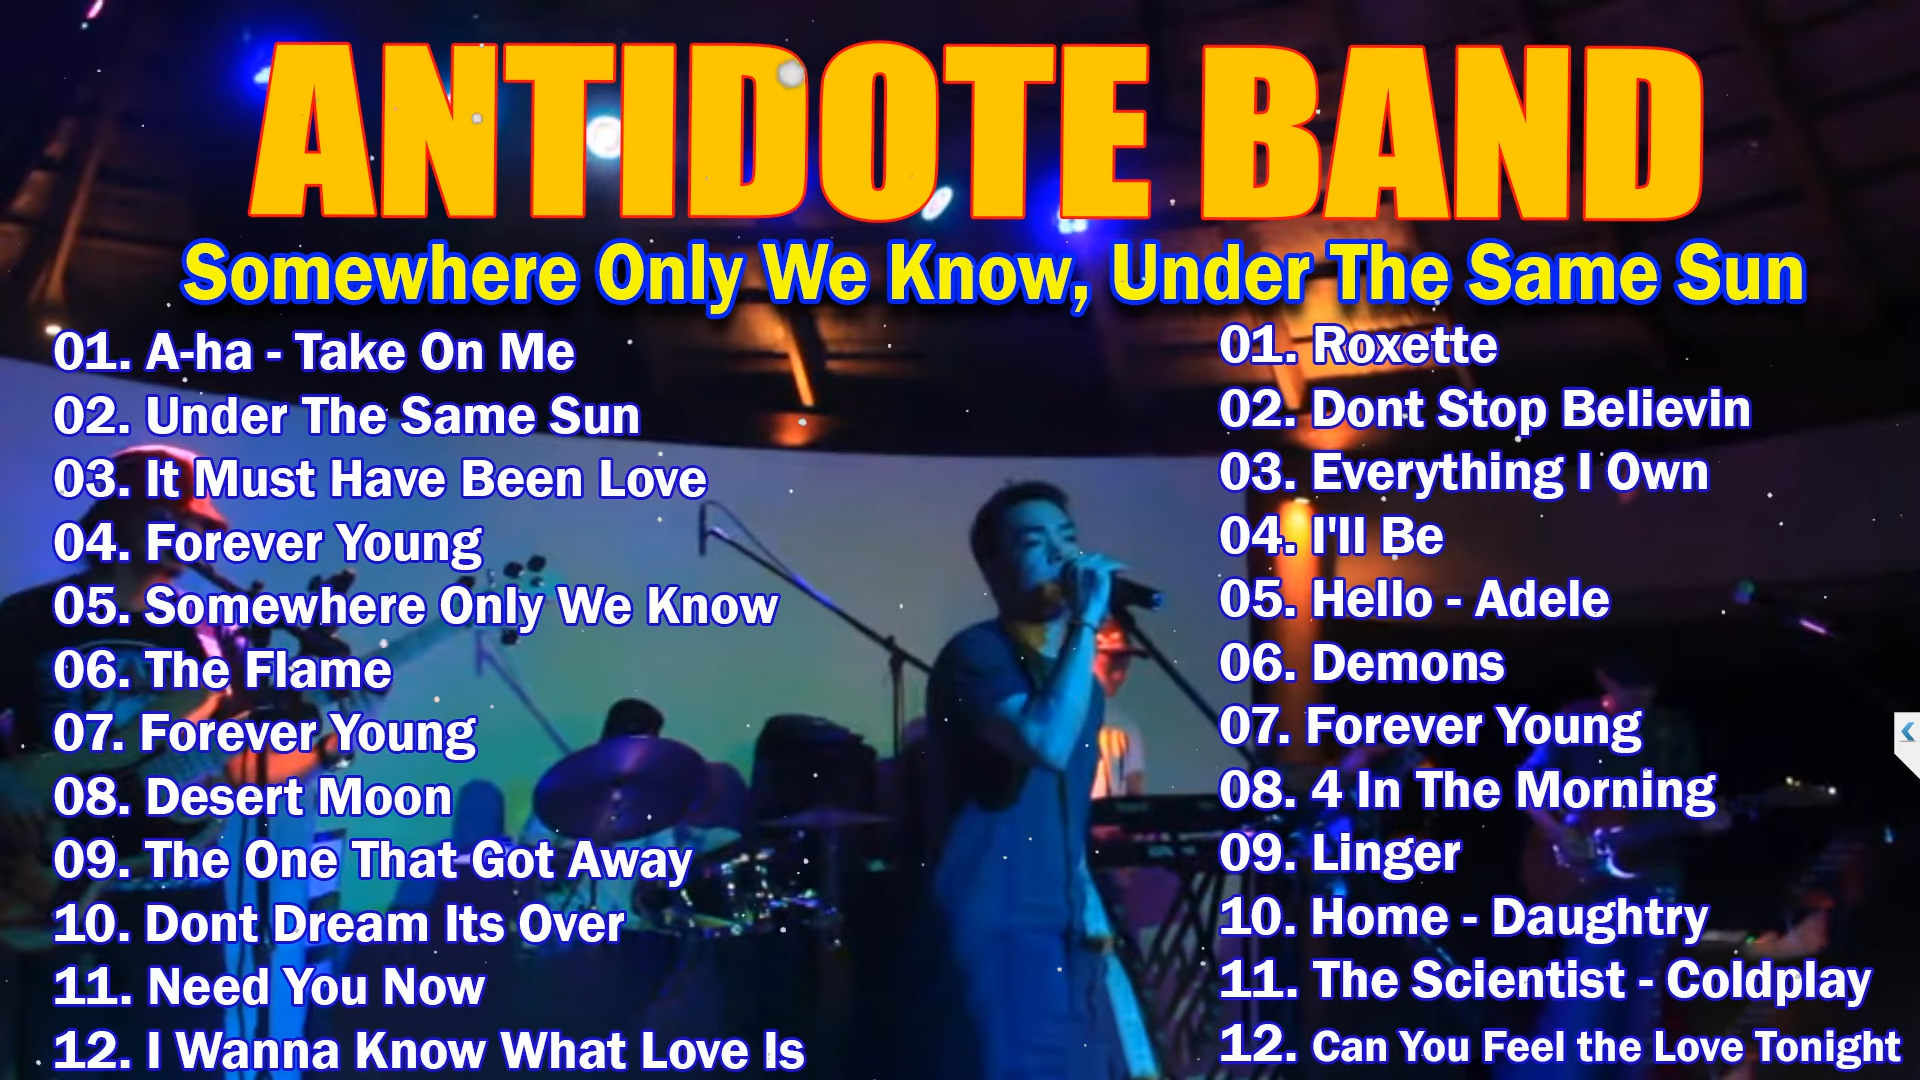 ANTIDOTE BAND
Somewhere Only We Know, Under The Same Sun
01. A-ha - Take On Me
02. Under The Same Sun
03. It Must Have Been Love
04. Forever Young
05. Somewhere Only We Know
06. The Flame
07. Forever Young
08. Desert Moon
09. The One That Got Away
10. Dont Dream Its Over
11. Need You Now
12. I Wanna Know What Love Is
01. Roxette
02. Dont Stop Believin
03. Everything I Own
04. I'll Be
05. Hello - Adele
06. Demons
07. Forever Young
08. 4 In The Morning
09. Linger
10. Home - Daughtry
11. The Scientist - Coldplay
12. Can You Feel the Love Tonight